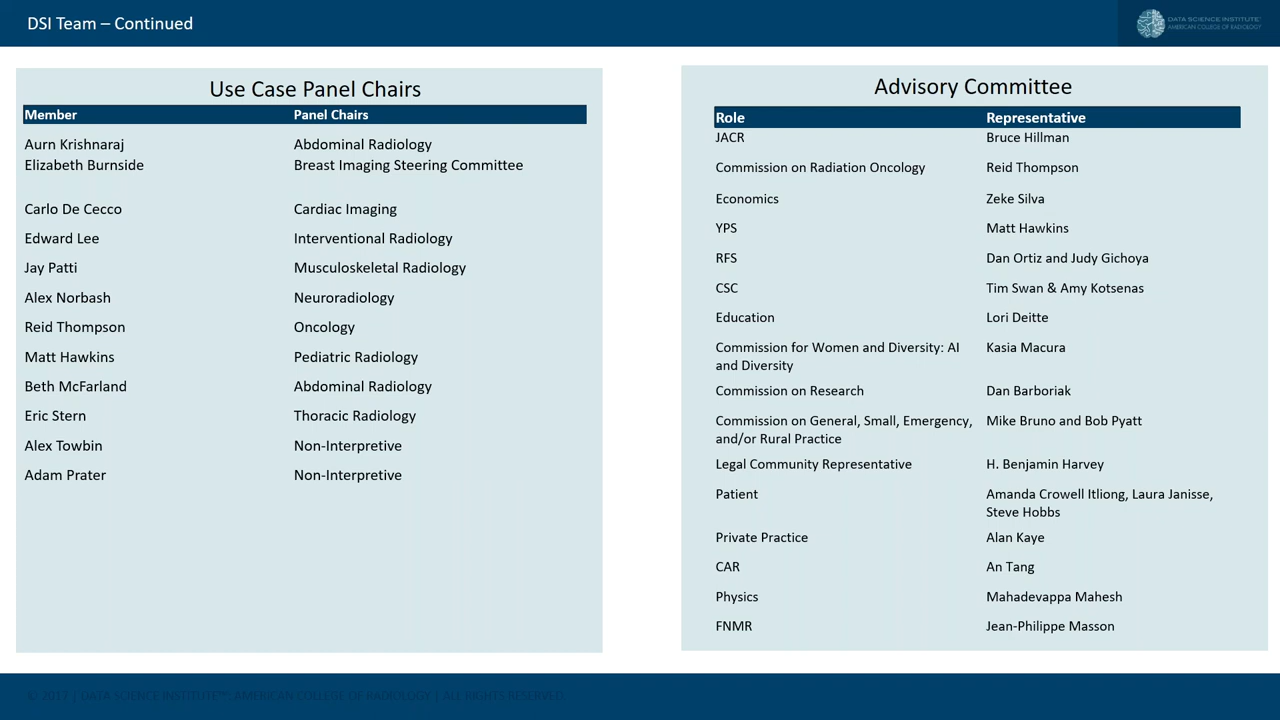 DSI Team – Continued
DATA SCIENCE INSTITUTE™
AMERICAN COLLEGE OF RADIOLOGY
Use Case Panel Chairs
Member Panel Chairs
Aurn Krishnaraj Abdominal Radiology
Elizabeth Burnside Breast Imaging Steering Committee
Carlo De Cecco Cardiac Imaging
Edward Lee Interventional Radiology
Jay Patti Musculoskeletal Radiology
Alex Norbash Neuroradiology
Reid Thompson Oncology
Matt Hawkins Pediatric Radiology
Beth McFarland Abdominal Radiology
Eric Stern Thoracic Radiology
Alex Towbin Non-Interpretive
Adam Prater Non-Interpretive
Advisory Committee
Role Representative
JACR Bruce Hillman
Commission on Radiation Oncology Reid Thompson
Economics Zeke Silva
YPS Matt Hawkins
RFS Dan Ortiz and Judy Gichoya
CSC Tim Swan & Amy Kotsenas
Education Lori Deitte
Commission for Women and Diversity: AI Kasia Macura
and Diversity
Commission on Research Dan Barboriak
Commission on General, Small, Emergency, Mike Bruno and Bob Pyatt
and/or Rural Practice
Legal Community Representative H. Benjamin Harvey
Patient Amanda Crowell Itliong, Laura Janisse,
Steve Hobbs
Private Practice Alan Kaye
CAR An Tang
Physics Mahadevappa Mahesh
FNMR Jean-Philippe Masson
© 2017 | DATA SCIENCE INSTITUTE™ AMERICAN COLLEGE OF RADIOLOGY | ALL RIGHTS RESERVED